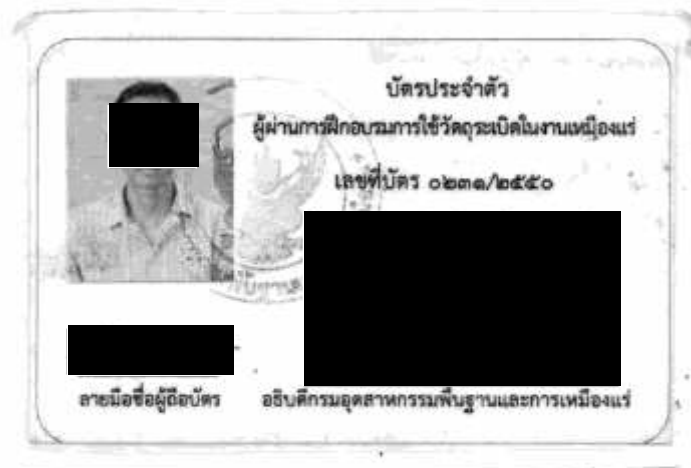 บัตรประจำตัว
ผู้ผ่านการฝึกอบรมการใช้วัตถุระเบิดในงานเหมืองแร่
เลขที่บัตร ๐๒๓๑/๒๕๕๐
ลายมือชื่อผู้ถือบัตร
อธิบดีกรมอุตสาหกรรมพื้นฐานและการเหมืองแร่